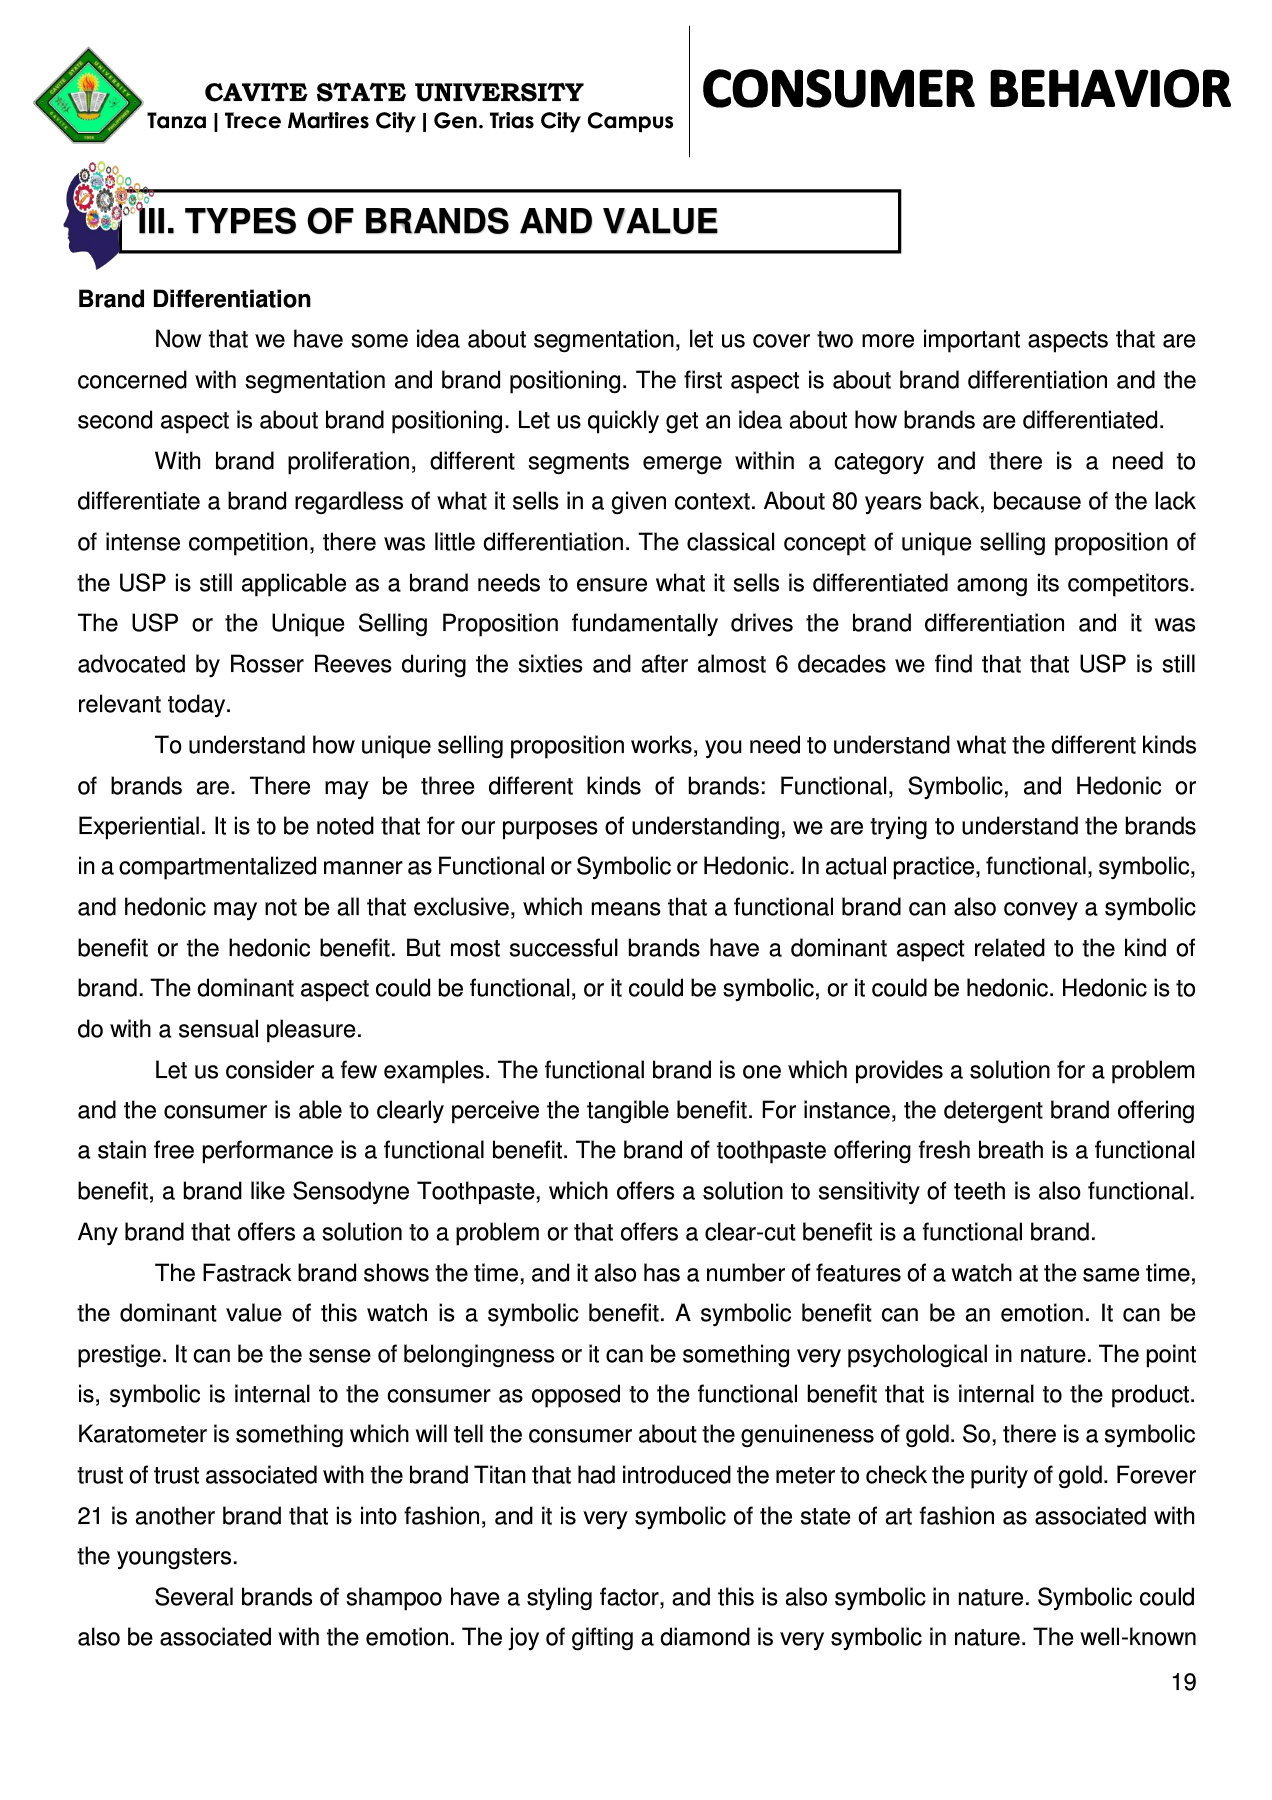 CAVITE STATE UNIVERSITY
Tanza | Trece Martires City | Gen. Trias City Campus
CONSUMER BEHAVIOR
III. TYPES OF BRANDS AND VALUE
Brand Differentiation
Now that we have some idea about segmentation, let us cover two more important aspects that are
concerned with segmentation and brand positioning. The first aspect is about brand differentiation and the
second aspect is about brand positioning. Let us quickly get an idea about how brands are differentiated.
With brand proliferation, different segments emerge within a category and there is a need to
differentiate a brand regardless of what it sells in a given context. About 80 years back, because of the lack
of intense competition, there was little differentiation. The classical concept of unique selling proposition of
the USP is still applicable as a brand needs to ensure what it sells is differentiated among its competitors.
The USP or the Unique Selling Proposition fundamentally drives the brand differentiation and it was
advocated by Rosser Reeves during the sixties and after almost 6 decades we find that that USP is still
relevant today.
To understand how unique selling proposition works, you need to understand what the different kinds
of brands are. There may be three different kinds of brands: Functional, Symbolic, and Hedonic or
Experiential. It is to be noted that for our purposes of understanding, we are trying to understand the brands
in a compartmentalized manner as Functional or Symbolic or Hedonic. In actual practice, functional, symbolic,
and hedonic may not be all that exclusive, which means that a functional brand can also convey a symbolic
benefit or the hedonic benefit. But most successful brands have a dominant aspect related to the kind of
brand. The dominant aspect could be functional, or it could be symbolic, or it could be hedonic. Hedonic is to
do with a sensual pleasure.
Let us consider a few examples. The functional brand is one which provides a solution for a problem
and the consumer is able to clearly perceive the tangible benefit. For instance, the detergent brand offering
a stain free performance is a functional benefit. The brand of toothpaste offering fresh breath is a functional
benefit, a brand like Sensodyne Toothpaste, which offers a solution to sensitivity of teeth is also functional.
Any brand that offers a solution to a problem or that offers a clear-cut benefit is a functional brand.
The Fastrack brand shows the time, and it also has a number of features of a watch at the same time,
the dominant value of this watch is a symbolic benefit. A symbolic benefit can be an emotion. It can be
prestige. It can be the sense of belongingness or it can be something very psychological in nature. The point
is, symbolic is internal to the consumer as opposed to the functional benefit that is internal to the product.
Karatometer is something which will tell the consumer about the genuineness of gold. So, there is a symbolic
trust of trust associated with the brand Titan that had introduced the meter to check the purity of gold. Forever
21 is another brand that is into fashion, and it is very symbolic of the state of art fashion as associated with
the youngsters.
Several brands of shampoo have a styling factor, and this is also symbolic in nature. Symbolic could
also be associated with the emotion. The joy of gifting a diamond is very symbolic in nature. The well-known
19